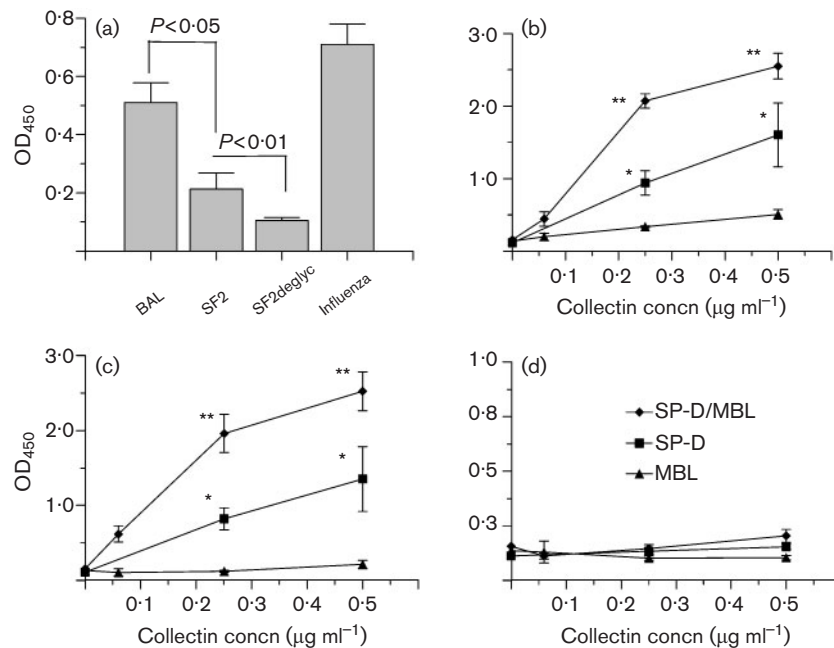 (a)
P<0·05
P<0·01
OD450
0·8
0·6
0·4
0·2
BAL
SF2
SF2deglyc
Influenza
(b)
3·0
2·0
1·0
**
**
*
*
0·1 0·2 0·3 0·4 0·5
Collectin concn (μg ml−1)
(c)
OD450
3·0
2·0
1·0
**
**
*
*
0·1 0·2 0·3 0·4 0·5
Collectin concn (μg ml−1)
(d)
1·0
0·8
0·5
0·3
SP-D/MBL
SP-D
MBL
0·1 0·2 0·3 0·4 0·5
Collectin concn (μg ml−1)